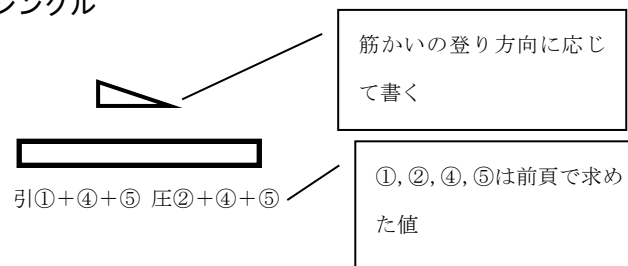 シングル
筋かいの登り方向に応じ
て書く
引①+④+⑤ 圧②+④+⑤
①,②,④,⑤は前頁で求め
た値